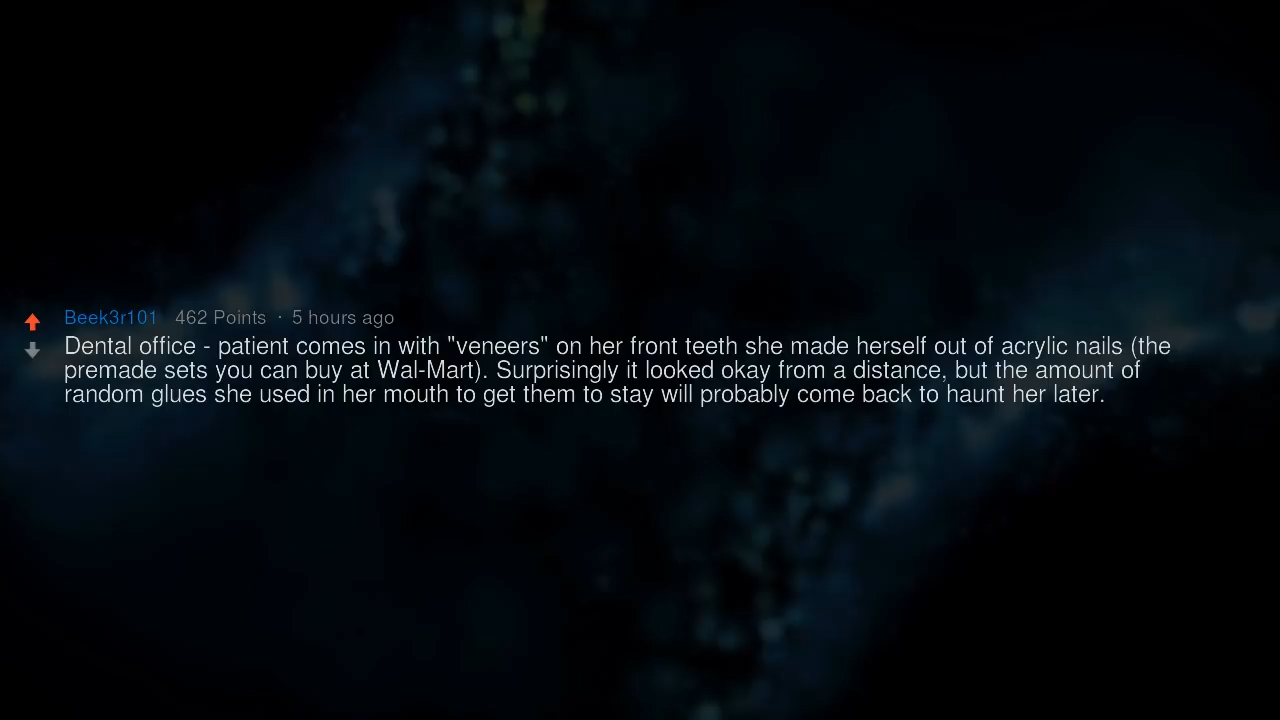 Beek3r101 462 Points · 5 hours ago
Dental office - patient comes in with "veneers" on her front teeth she made herself out of acrylic nails (the
premade sets you can buy at Wal-Mart). Surprisingly it looked okay from a distance, but the amount of
random glues she used in her mouth to get them to stay will probably come back to haunt her later.